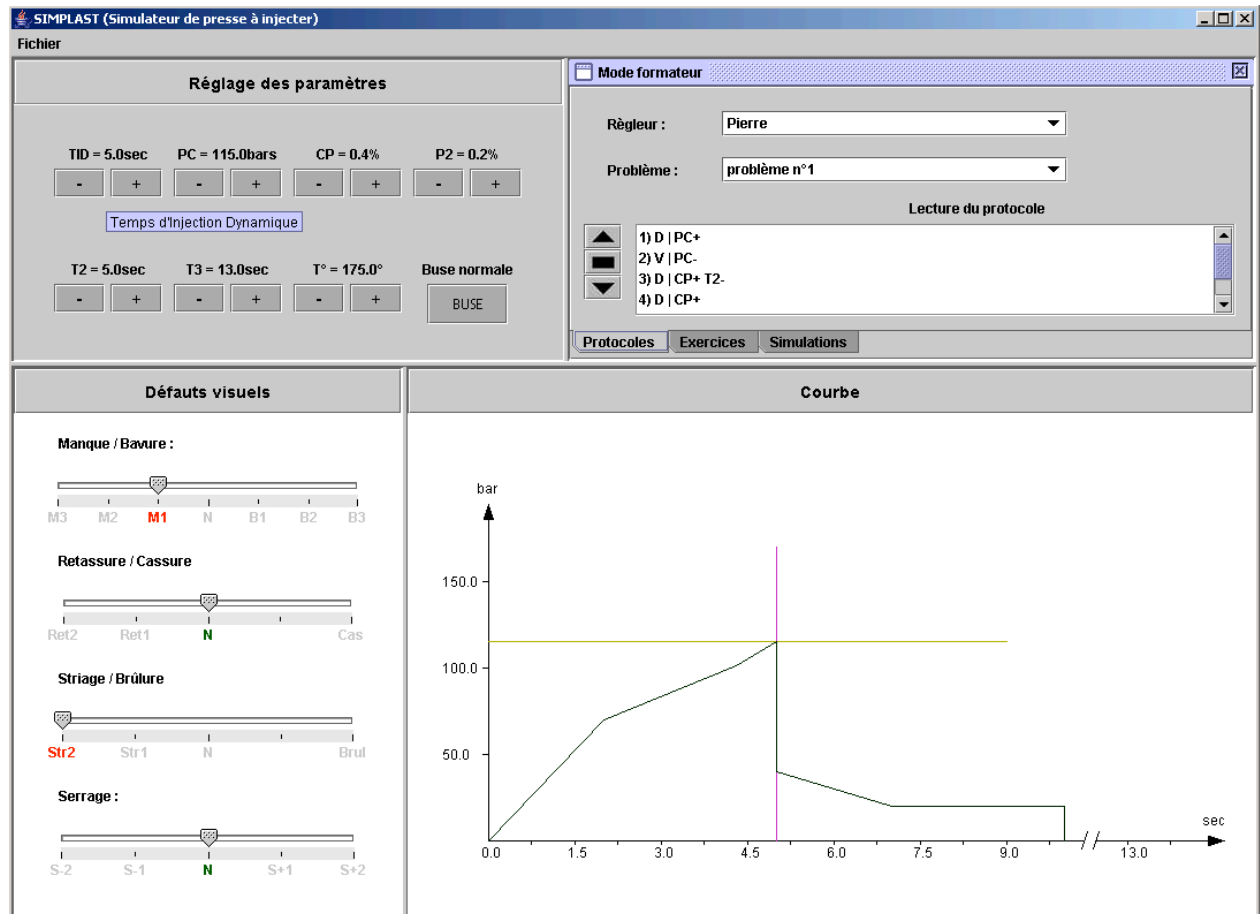 SIMPLAST (Simulateur de presse à injecter)
Fichier
Réglage des paramètres
TID = 5.0sec PC = 115.0bars CP = 0.4% P2 = 0.2%
- + - + - + - +
Temps d'Injection Dynamique
T2 = 5.0sec T3 = 13.0sec T° = 175.0° Buse normale
- + - + - + BUSE
Mode formateur
Règleur : Pierre
Problème : problème n°1
Lecture du protocole
1) D | PC+
2) V | PC-
3) D | CP+ T2-
4) D | CP+
Protocoles Exercices Simulations
Défauts visuels
Manque / Bavure :
M3 M2 M1 N B1 B2 B3
Retassure / Cassure
Ret2 Ret1 N Cas
Striage / Brûlure
Str2 Str1 N Brul
Serrage :
S-2 S-1 N S+1 S+2
Courbe
bar
150.0
100.0
50.0
sec
0.0 1.5 3.0 4.5 6.0 7.5 9.0 13.0